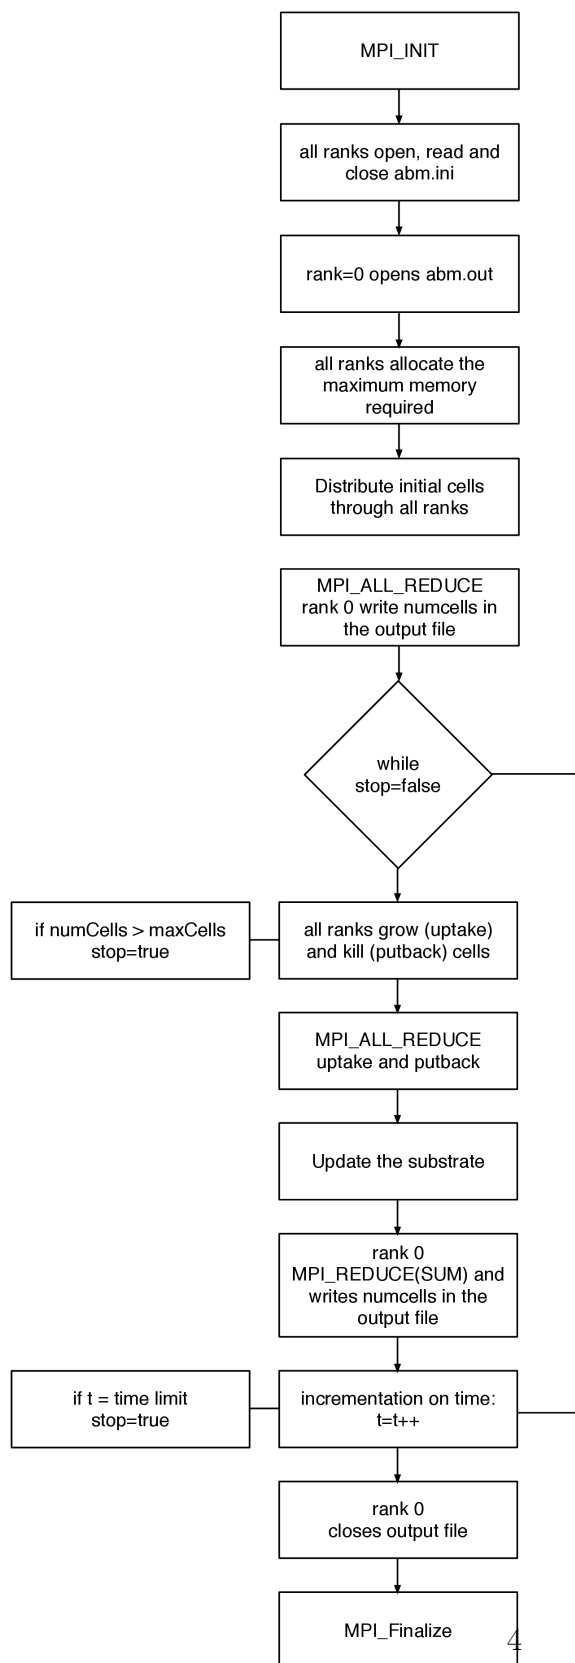 MPI_INIT
all ranks open, read and
close abm.ini
rank=0 opens abm.out
all ranks allocate the
maximum memory
required
Distribute initial cells
through all ranks
MPI_ALL_REDUCE
rank 0 write numcells in
the output file
while
stop=false
if numCells > maxCells
stop=true
all ranks grow (uptake)
and kill (putback) cells
MPI_ALL_REDUCE
uptake and putback
Update the substrate
rank 0
MPI_REDUCE(SUM) and
writes numcells in the
output file
if t = time limit
stop=true
incrementation on time:
t=t++
rank 0
closes output file
MPI_Finalize
4